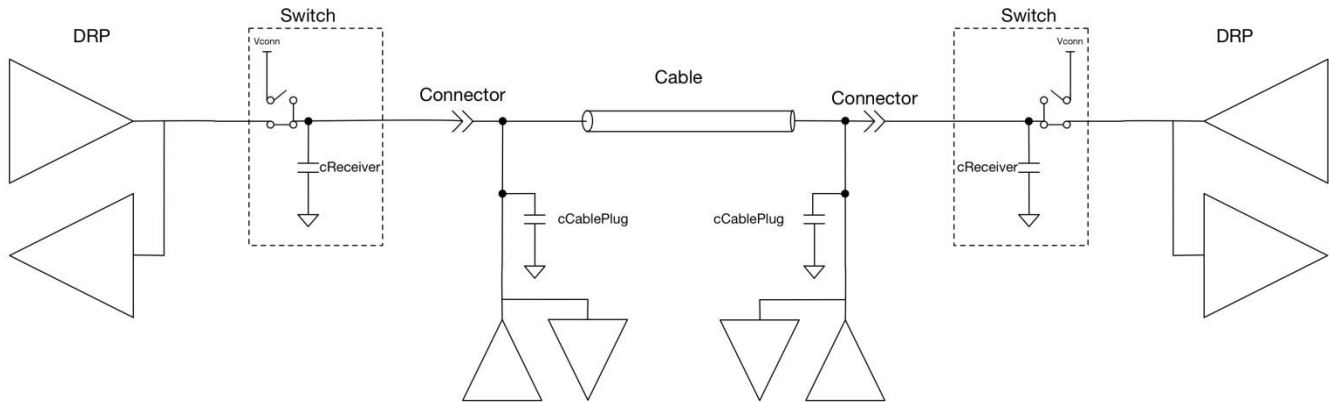 Switch
Switch
DRP
DRP
Vconn
Vconn
Cable
Connector
Connector
cReceiver
cReceiver
cCablePlug
cCablePlug